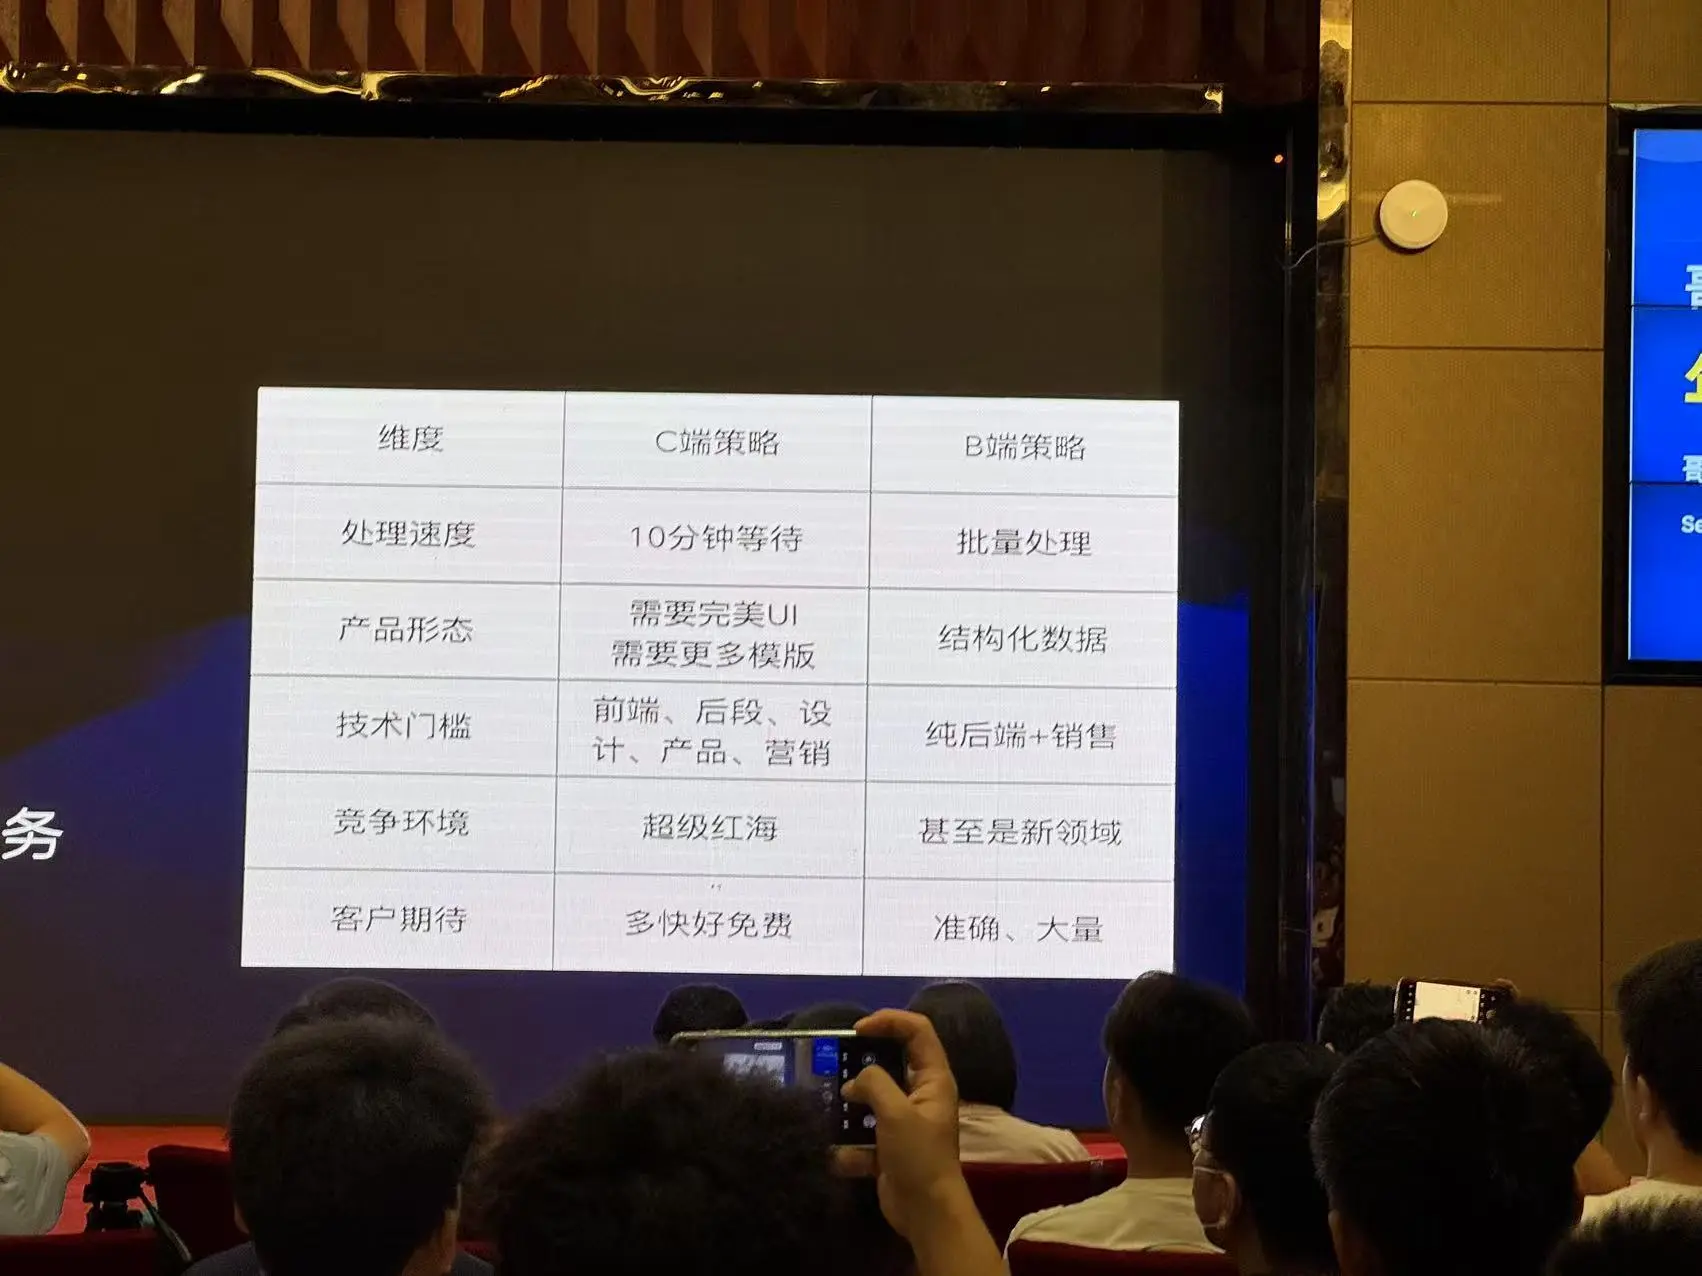 维度
C端策略
B端策略
处理速度
10分钟等待
批量处理
产品形态
需要完美UI
需要更多模版
结构化数据
技术门槛
前端、后段、设
计、产品、营销
纯后端+销售
竞争环境
超级红海
甚至是新领域
客户期待
多快好免费
准确、大量
务
Se